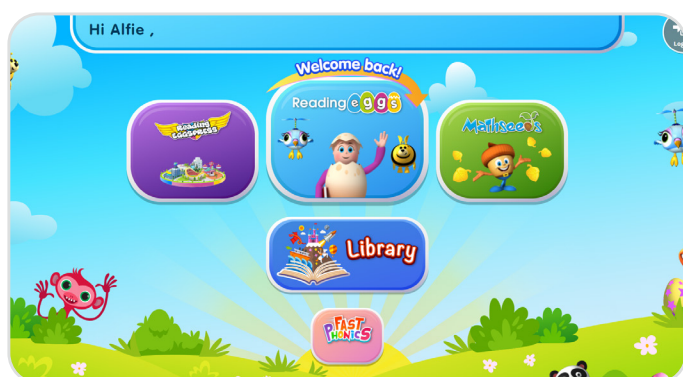 Hi Alfie ,
Welcome back!
Reading eggs
Reading
EGGSPRESS
Mathseeds
Library
FAST
PHONICS